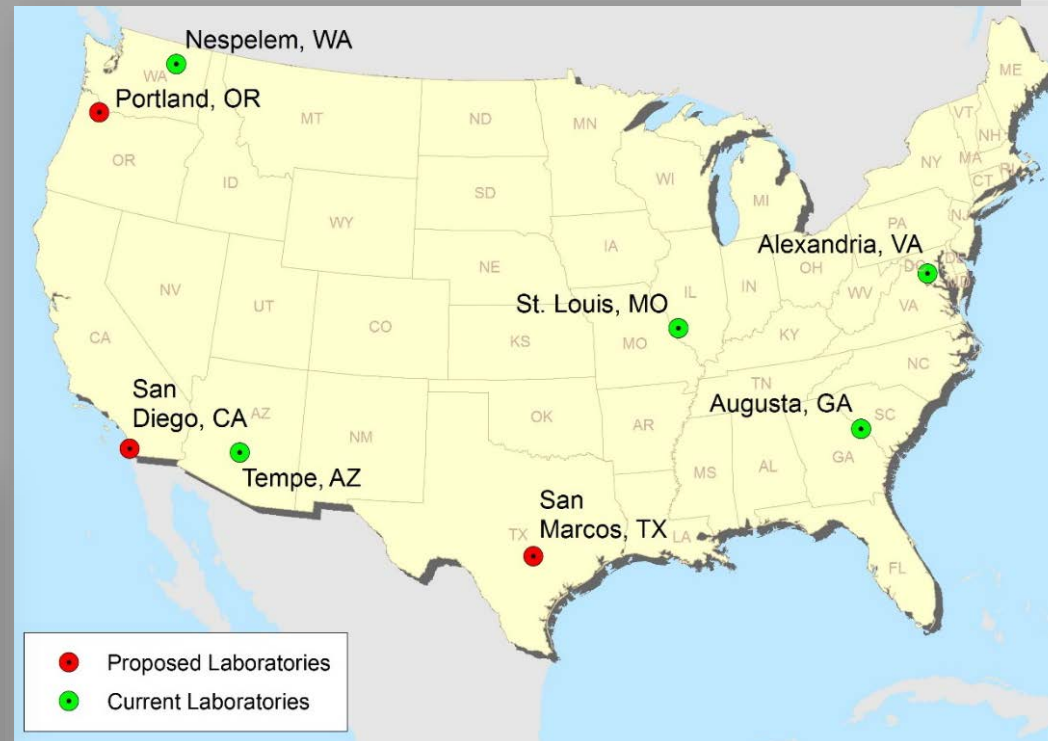 Nespelem, WA
WA
Portland, OR
OR
MT
ND
MN
ME
VT
NH
ID
SD
WI
MI
NY
MA
CT
RI
WY
IA
PA
NJ
NE
Alexandria, VA
OH
DC
DE
MD
NV
UT
CO
St. Louis, MO
IL
IN
WV
VA
CA
KS
MO
KY
San
Diego, CA
AZ
NM
OK
AR
TN
NC
Augusta, GA
SC
Tempe, AZ
MS
AL
GA
San
Marcos, TX
TX
LA
FL
Proposed Laboratories
Current Laboratories